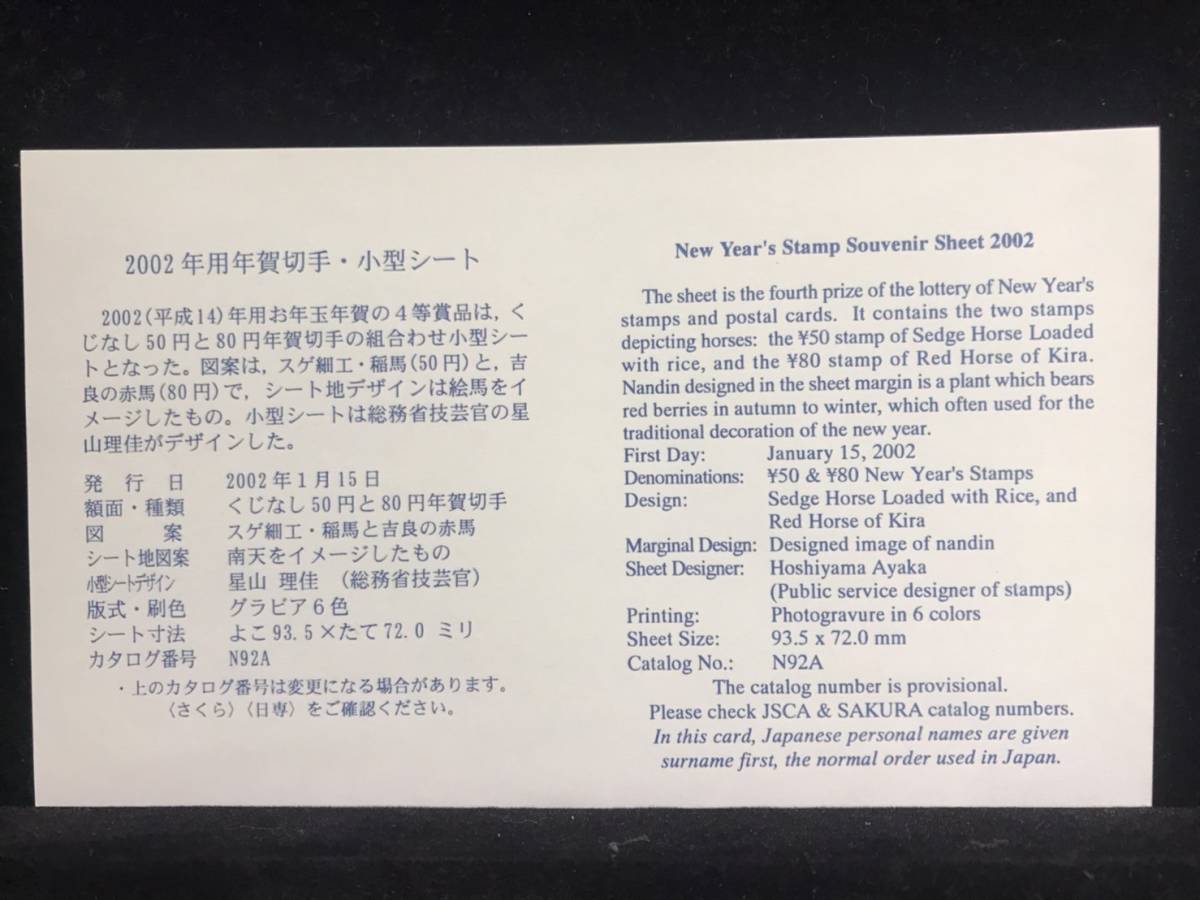 2002年用年賀切手・小型シート
2002(平成14)年用お年玉年賀の4等賞品は，く
じなし50円と80円年賀切手の組合わせ小型シー
トとなった。図案は，スゲ細工・稲馬(50円)と，吉
良の赤馬(80円)で，シート地デザインは絵馬をイ
メージしたもの。小型シートは総務省技芸官の星
山理佳がデザインした。
発行日 2002年1月15日
額面・種類 くじなし50円と80円年賀切手
図案 スゲ細工・稲馬と吉良の赤馬
シート地図案 南天をイメージしたもの
小型シートデザイン 星山 理佳 （総務省技芸官）
版式・刷色 グラビア6色
シート寸法 よこ93.5×たて72.0 ミリ
カタログ番号 N92A
・上のカタログ番号は変更になる場合があります。
〈さくら〉〈日専〉をご確認ください。
New Year's Stamp Souvenir Sheet 2002
The sheet is the fourth prize of the lottery of New Year's
stamps and postal cards. It contains the two stamps
depicting horses: the ¥50 stamp of Sedge Horse Loaded
with rice, and the ¥80 stamp of Red Horse of Kira.
Nandin designed in the sheet margin is a plant which bears
red berries in autumn to winter, which often used for the
traditional decoration of the new year.
First Day: January 15, 2002
Denominations: ¥50 & ¥80 New Year's Stamps
Design: Sedge Horse Loaded with Rice, and
Red Horse of Kira
Marginal Design: Designed image of nandin
Sheet Designer: Hoshiyama Ayaka
(Public service designer of stamps)
Printing: Photogravure in 6 colors
Sheet Size: 93.5 x 72.0 mm
Catalog No.: N92A
The catalog number is provisional.
Please check JSCA & SAKURA catalog numbers.
In this card, Japanese personal names are given
surname first, the normal order used in Japan.